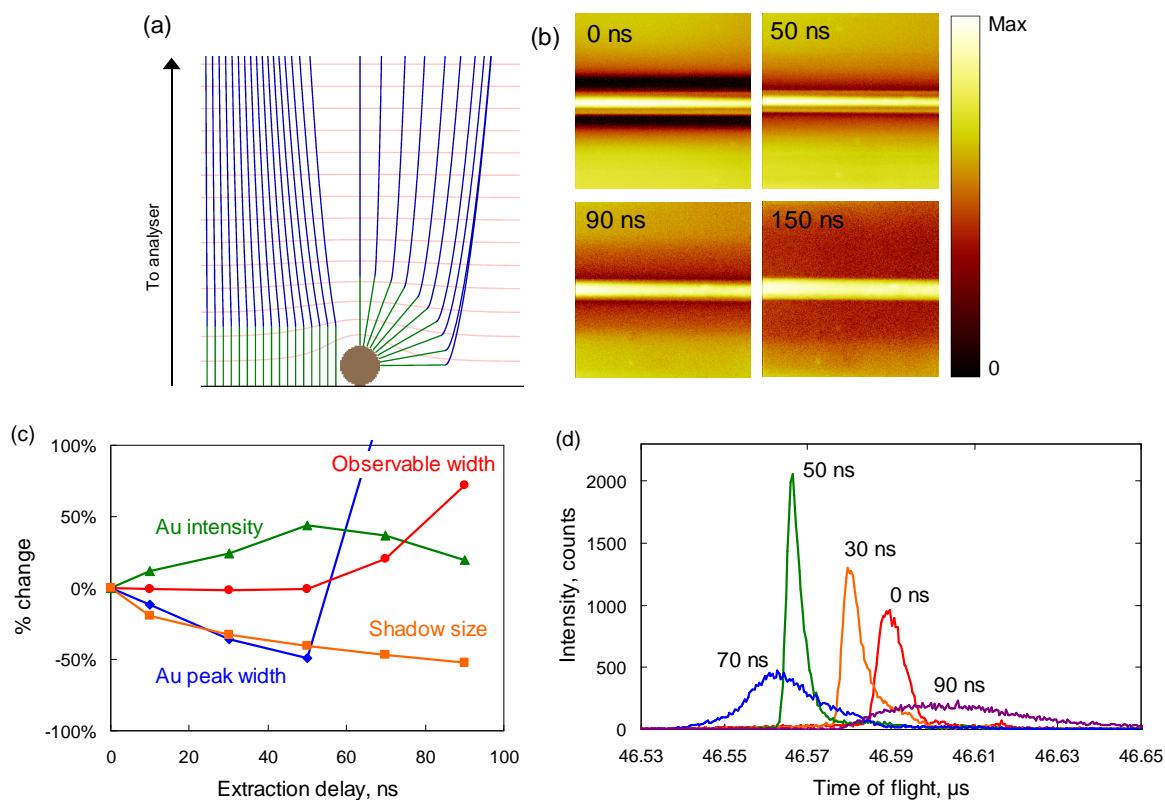 (a)
To analyser
(b)
0 ns
50 ns
90 ns
150 ns
Max
0
(c)
100%
50%
0%
-50%
-100%
% change
Observable width
Au intensity
Shadow size
Au peak width
0
20
40
60
80
100
Extraction delay, ns
(d)
2000
1500
1000
500
0
Intensity, counts
50 ns
30 ns
0 ns
70 ns
90 ns
46.53
46.55
46.57
46.59
46.61
46.63
46.65
Time of flight, µs